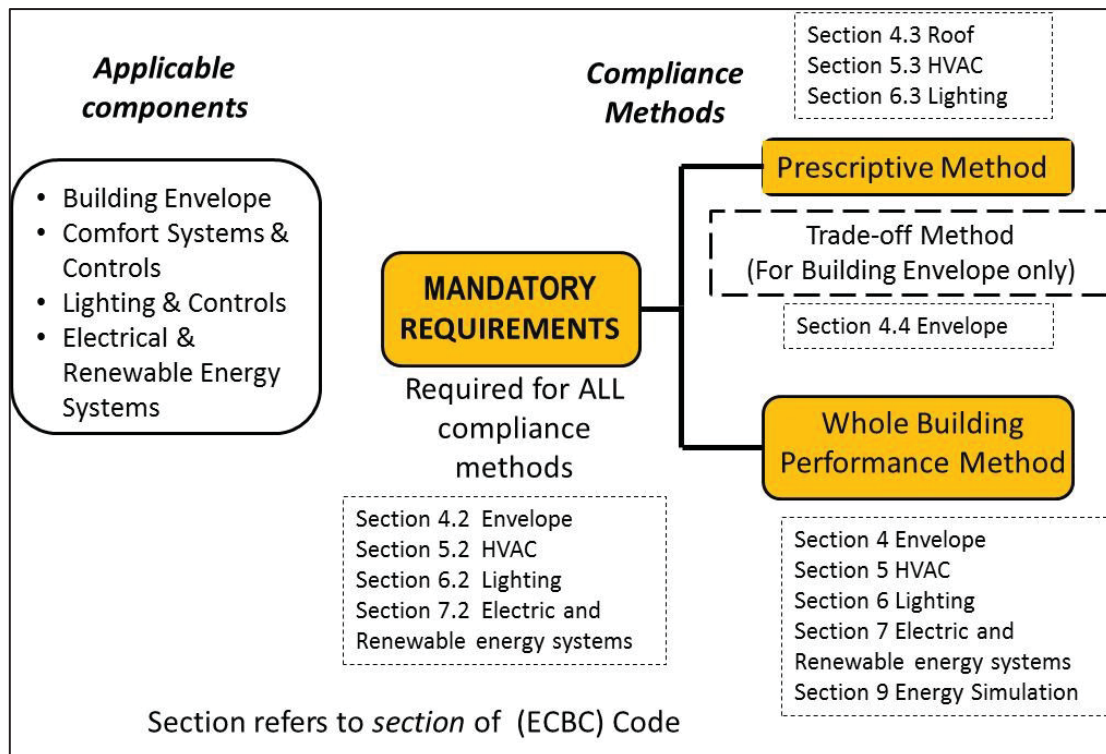 Applicable
components
• Building Envelope
• Comfort Systems &
Controls
• Lighting & Controls
• Electrical &
Renewable Energy
Systems
MANDATORY
REQUIREMENTS
Required for ALL
compliance
methods
Section 4.2 Envelope
Section 5.2 HVAC
Section 6.2 Lighting
Section 7.2 Electric and
Renewable energy systems
Compliance
Methods
Section 4.3 Roof
Section 5.3 HVAC
Section 6.3 Lighting
Prescriptive Method
Trade-off Method
(For Building Envelope only)
Section 4.4 Envelope
Whole Building
Performance Method
Section 4 Envelope
Section 5 HVAC
Section 6 Lighting
Section 7 Electric and
Renewable energy systems
Section 9 Energy Simulation
Section refers to section of (ECBC) Code